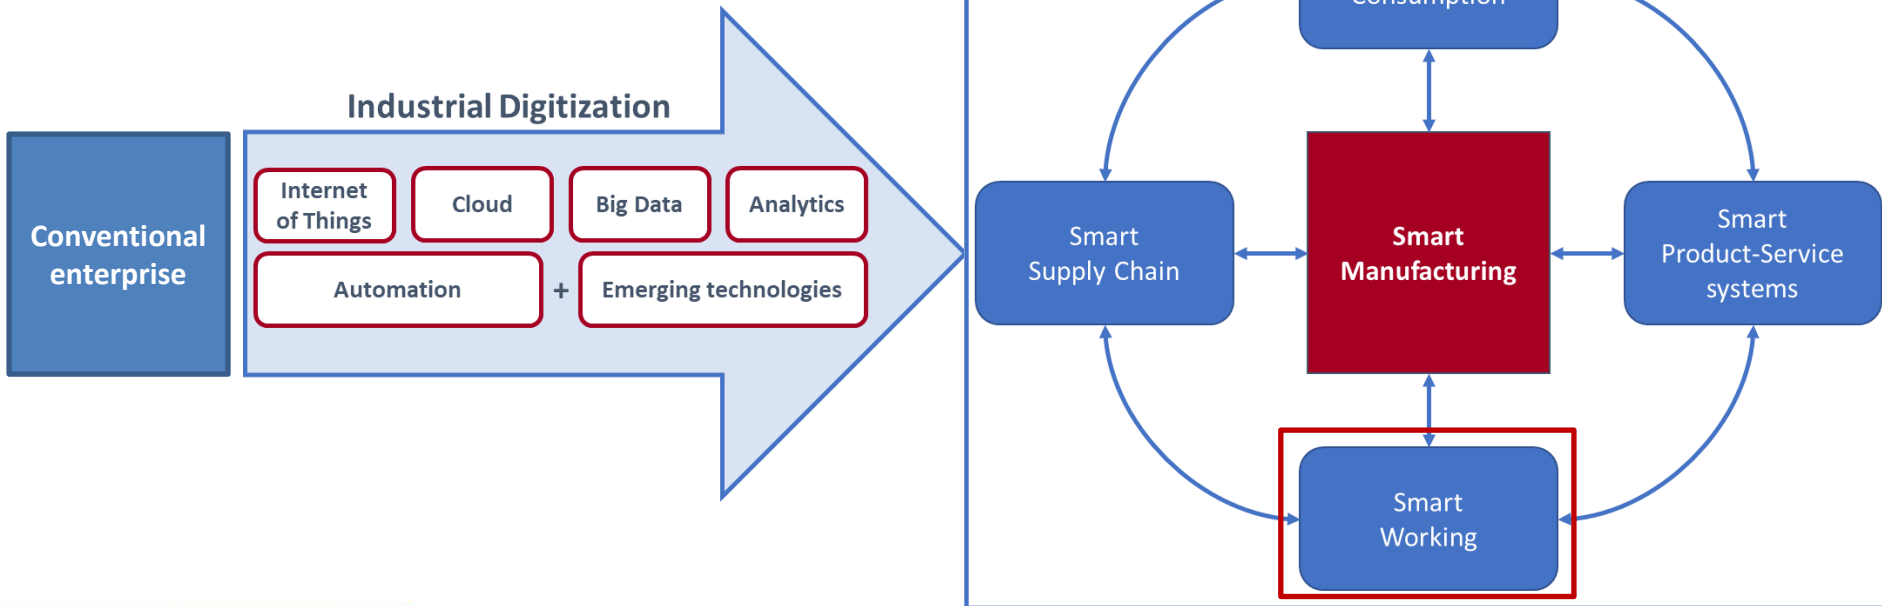 Consumption
Industrial Digitization
Conventional
enterprise
Internet
of Things
Cloud
Big Data
Analytics
Automation
+
Emerging technologies
Smart
Supply Chain
Smart
Manufacturing
Smart
Product-Service
systems
Smart
Working